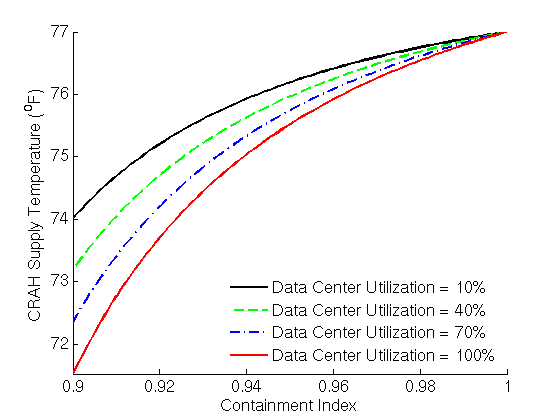 77
76
75
74
73
72
CRAH Supply Temperature (°F)
Data Center Utilization = 10%
Data Center Utilization = 40%
Data Center Utilization = 70%
Data Center Utilization = 100%
0.9 0.92 0.94 0.96 0.98 1
Containment Index